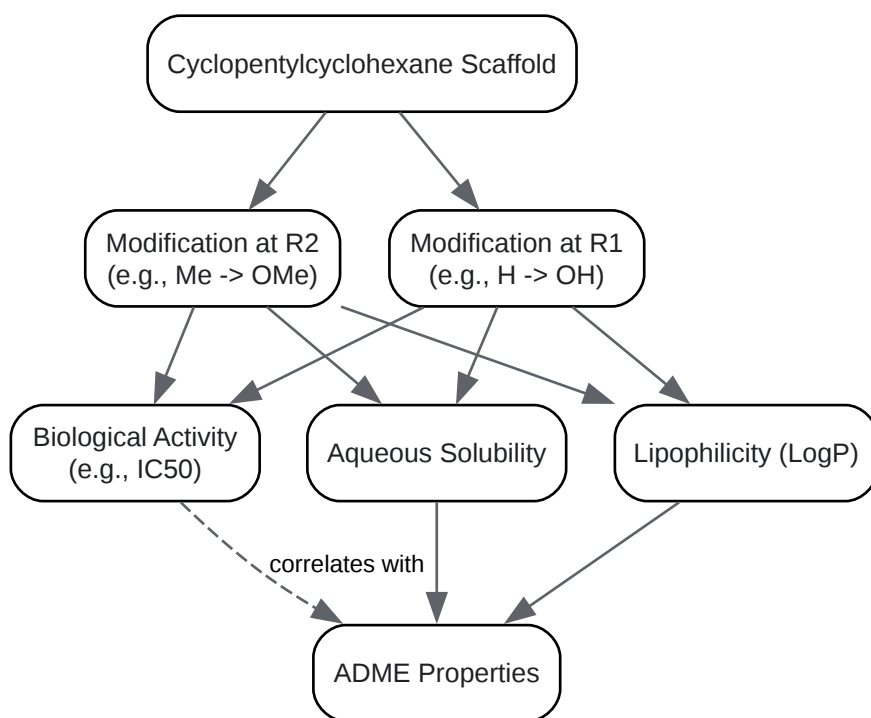 Cyclopentylcyclohexane Scaffold
Modification at R2
(e.g., Me -> OMe)
Modification at R1
(e.g., H -> OH)
Biological Activity
(e.g., IC50)
Aqueous Solubility
Lipophilicity (LogP)
correlates with
ADME Properties